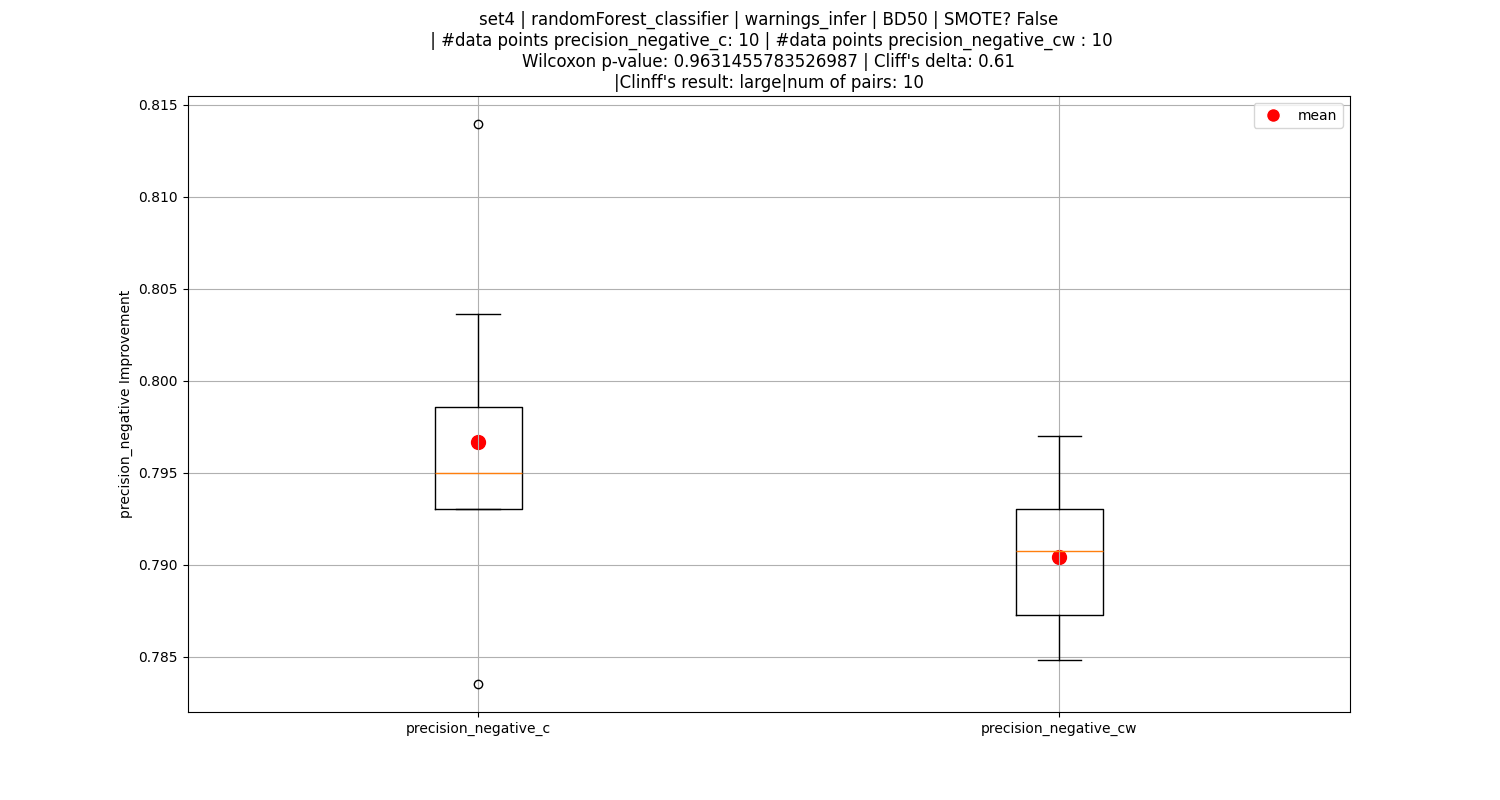 set4 | randomForest_classifier | warnings_infer | BD50 | SMOTE? False
| #data points precision_negative_c: 10 | #data points precision_negative_cw : 10
Wilcoxon p-value: 0.9631455783526987 | Cliff's delta: 0.61
|Clinff's result: large|num of pairs: 10
mean
precision_negative Improvement
0.815
0.810
0.805
0.800
0.795
0.790
0.785
precision_negative_c
precision_negative_cw